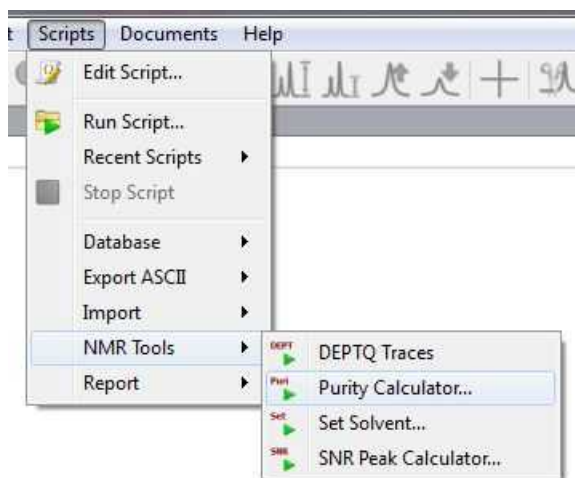 t Scripts Documents Help
Edit Script...
Run Script...
Recent Scripts
Stop Script
Database
Export ASCII
Import
NMR Tools
Report
DEPT DEPTQ Traces
Puri Purity Calculator...
Set Set Solvent...
SNR SNR Peak Calculator...